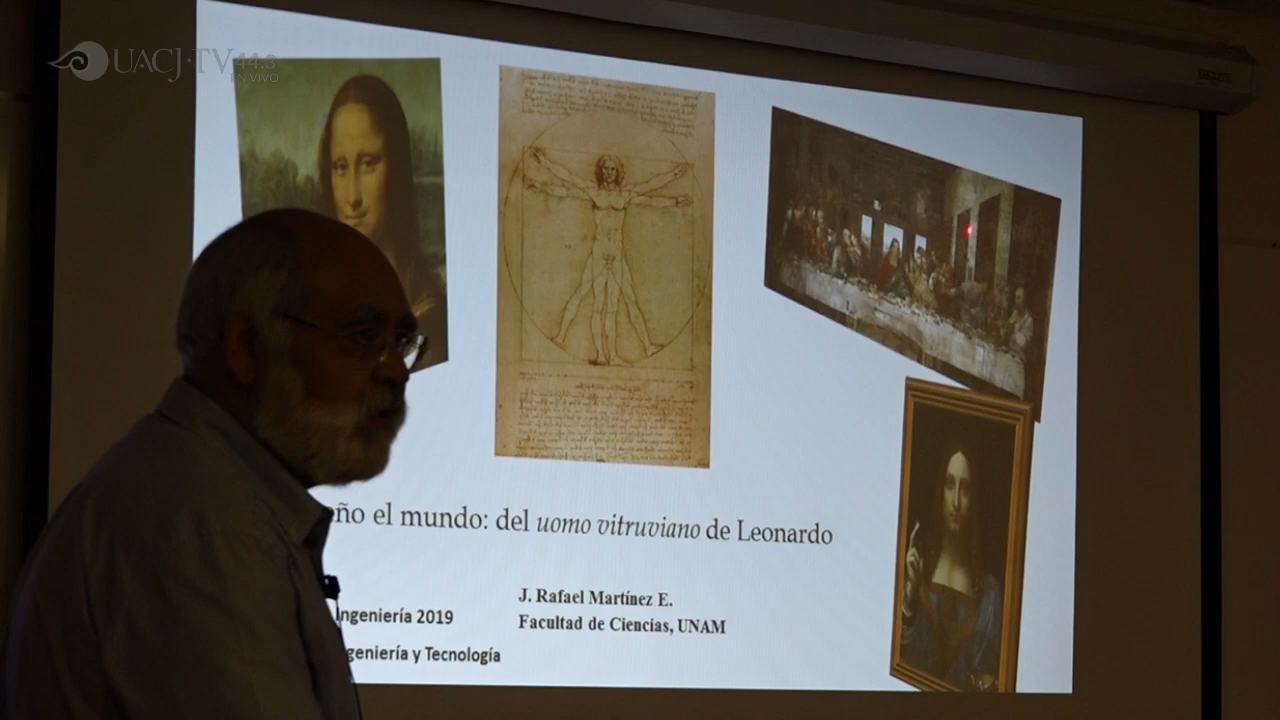 UACJ·TV 44.3
EN VIVO
ño el mundo: del uomo vitruviano de Leonardo
J. Rafael Martínez E.
Ingeniería 2019
Facultad de Ciencias, UNAM
geniería y Tecnología